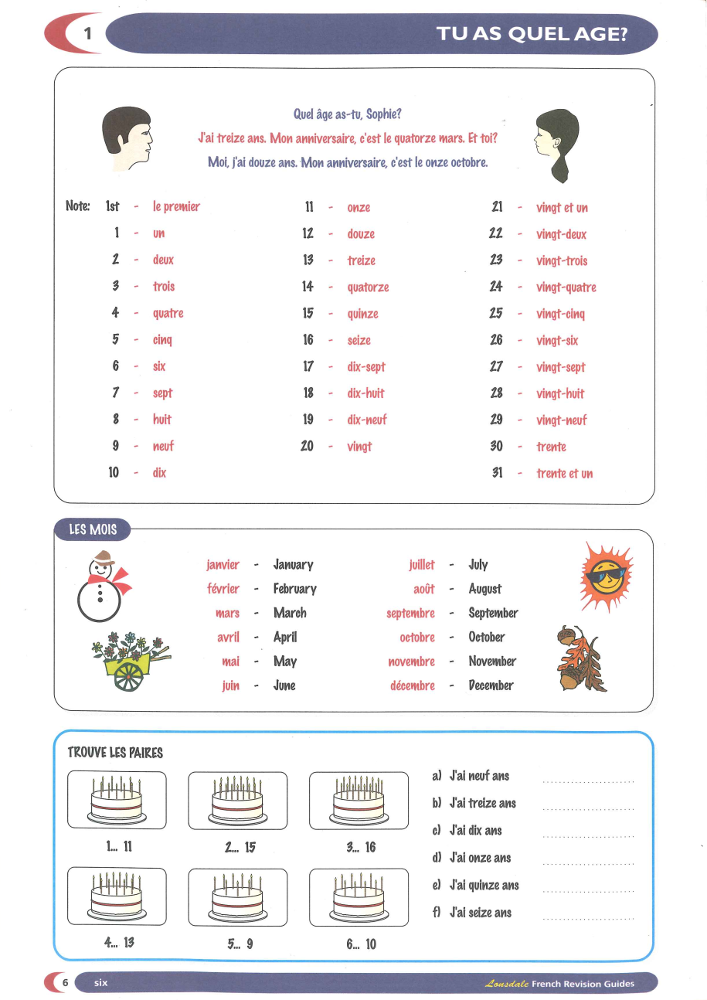 1 TU AS QUEL AGE?
Quel âge as-tu, Sophie?
J'ai treize ans. Mon anniversaire, c'est le quatorze mars. Et toi?
Moi, j'ai douze ans. Mon anniversaire, c'est le onze octobre.
Note: 1st - le premier
1 - un
2 - deux
3 - trois
4 - quatre
5 - cinq
6 - six
7 - sept
8 - huit
9 - neuf
10 - dix
11 - onze
12 - douze
13 - treize
14 - quatorze
15 - quinze
16 - seize
17 - dix-sept
18 - dix-huit
19 - dix-neuf
20 - vingt
21 - vingt et un
22 - vingt-deux
23 - vingt-trois
24 - vingt-quatre
25 - vingt-cinq
26 - vingt-six
27 - vingt-sept
28 - vingt-huit
29 - vingt-neuf
30 - trente
31 - trente et un
LES MOIS
janvier - January
février - February
mars - March
avril - April
mai - May
juin - June
juillet - July
août - August
septembre - September
octobre - October
novembre - November
décembre - December
TROUVE LES PAIRES
1... 11
2... 15
3... 16
4... 13
5... 9
6... 10
a) J'ai neuf ans ....................
b) J'ai treize ans ....................
c) J'ai dix ans ....................
d) J'ai onze ans ....................
e) J'ai quinze ans ....................
f) J'ai seize ans ....................
6 six
Lonsdale French Revision Guides